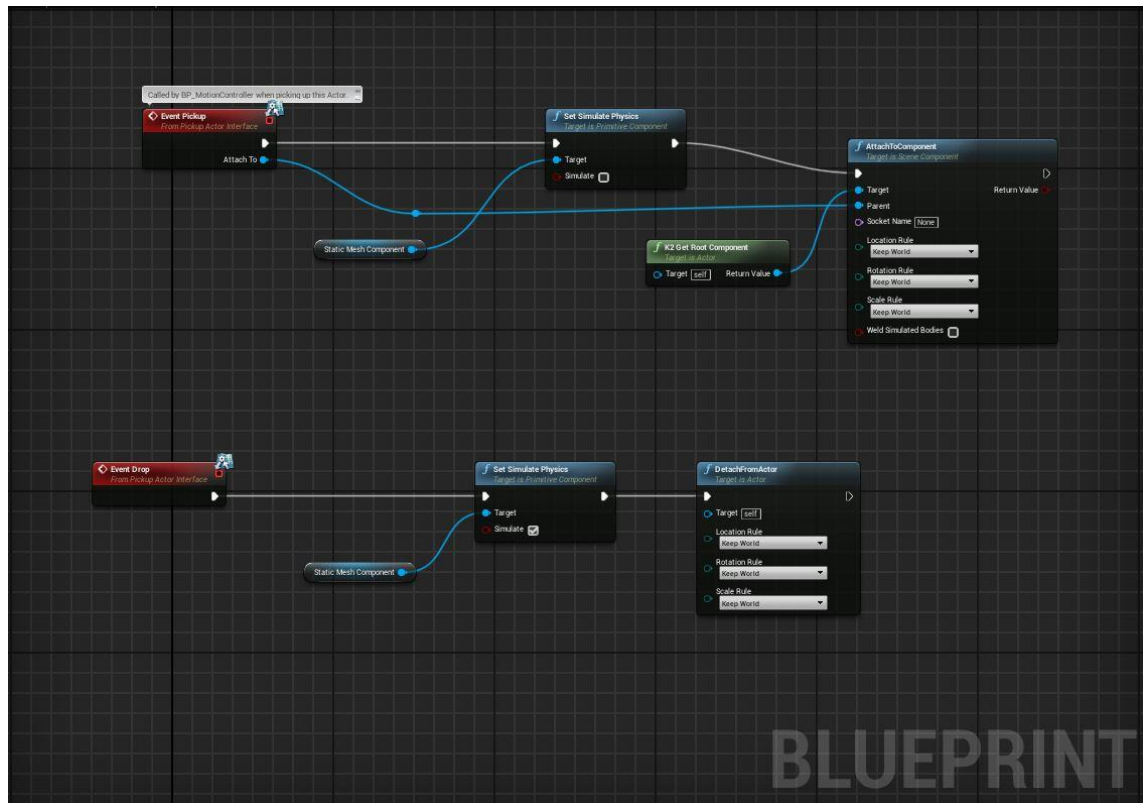 Called by BP_MotionController when picking up this Actor.
Event Pickup
From Pickup Actor Interface
Attach To
Set Simulate Physics
Target is Primitive Component
Target
Simulate
Static Mesh Component
K2 Get Root Component
Target is Actor
Target self Return Value
AttachToComponent
Target is Scene Component
Target Return Value
Parent
Socket Name None
Location Rule
Keep World
Rotation Rule
Keep World
Scale Rule
Keep World
Weld Simulated Bodies
Event Drop
From Pickup Actor Interface
Set Simulate Physics
Target is Primitive Component
Target
Simulate
Static Mesh Component
DetachFromActor
Target is Actor
Target self
Location Rule
Keep World
Rotation Rule
Keep World
Scale Rule
Keep World
BLUEPRINT